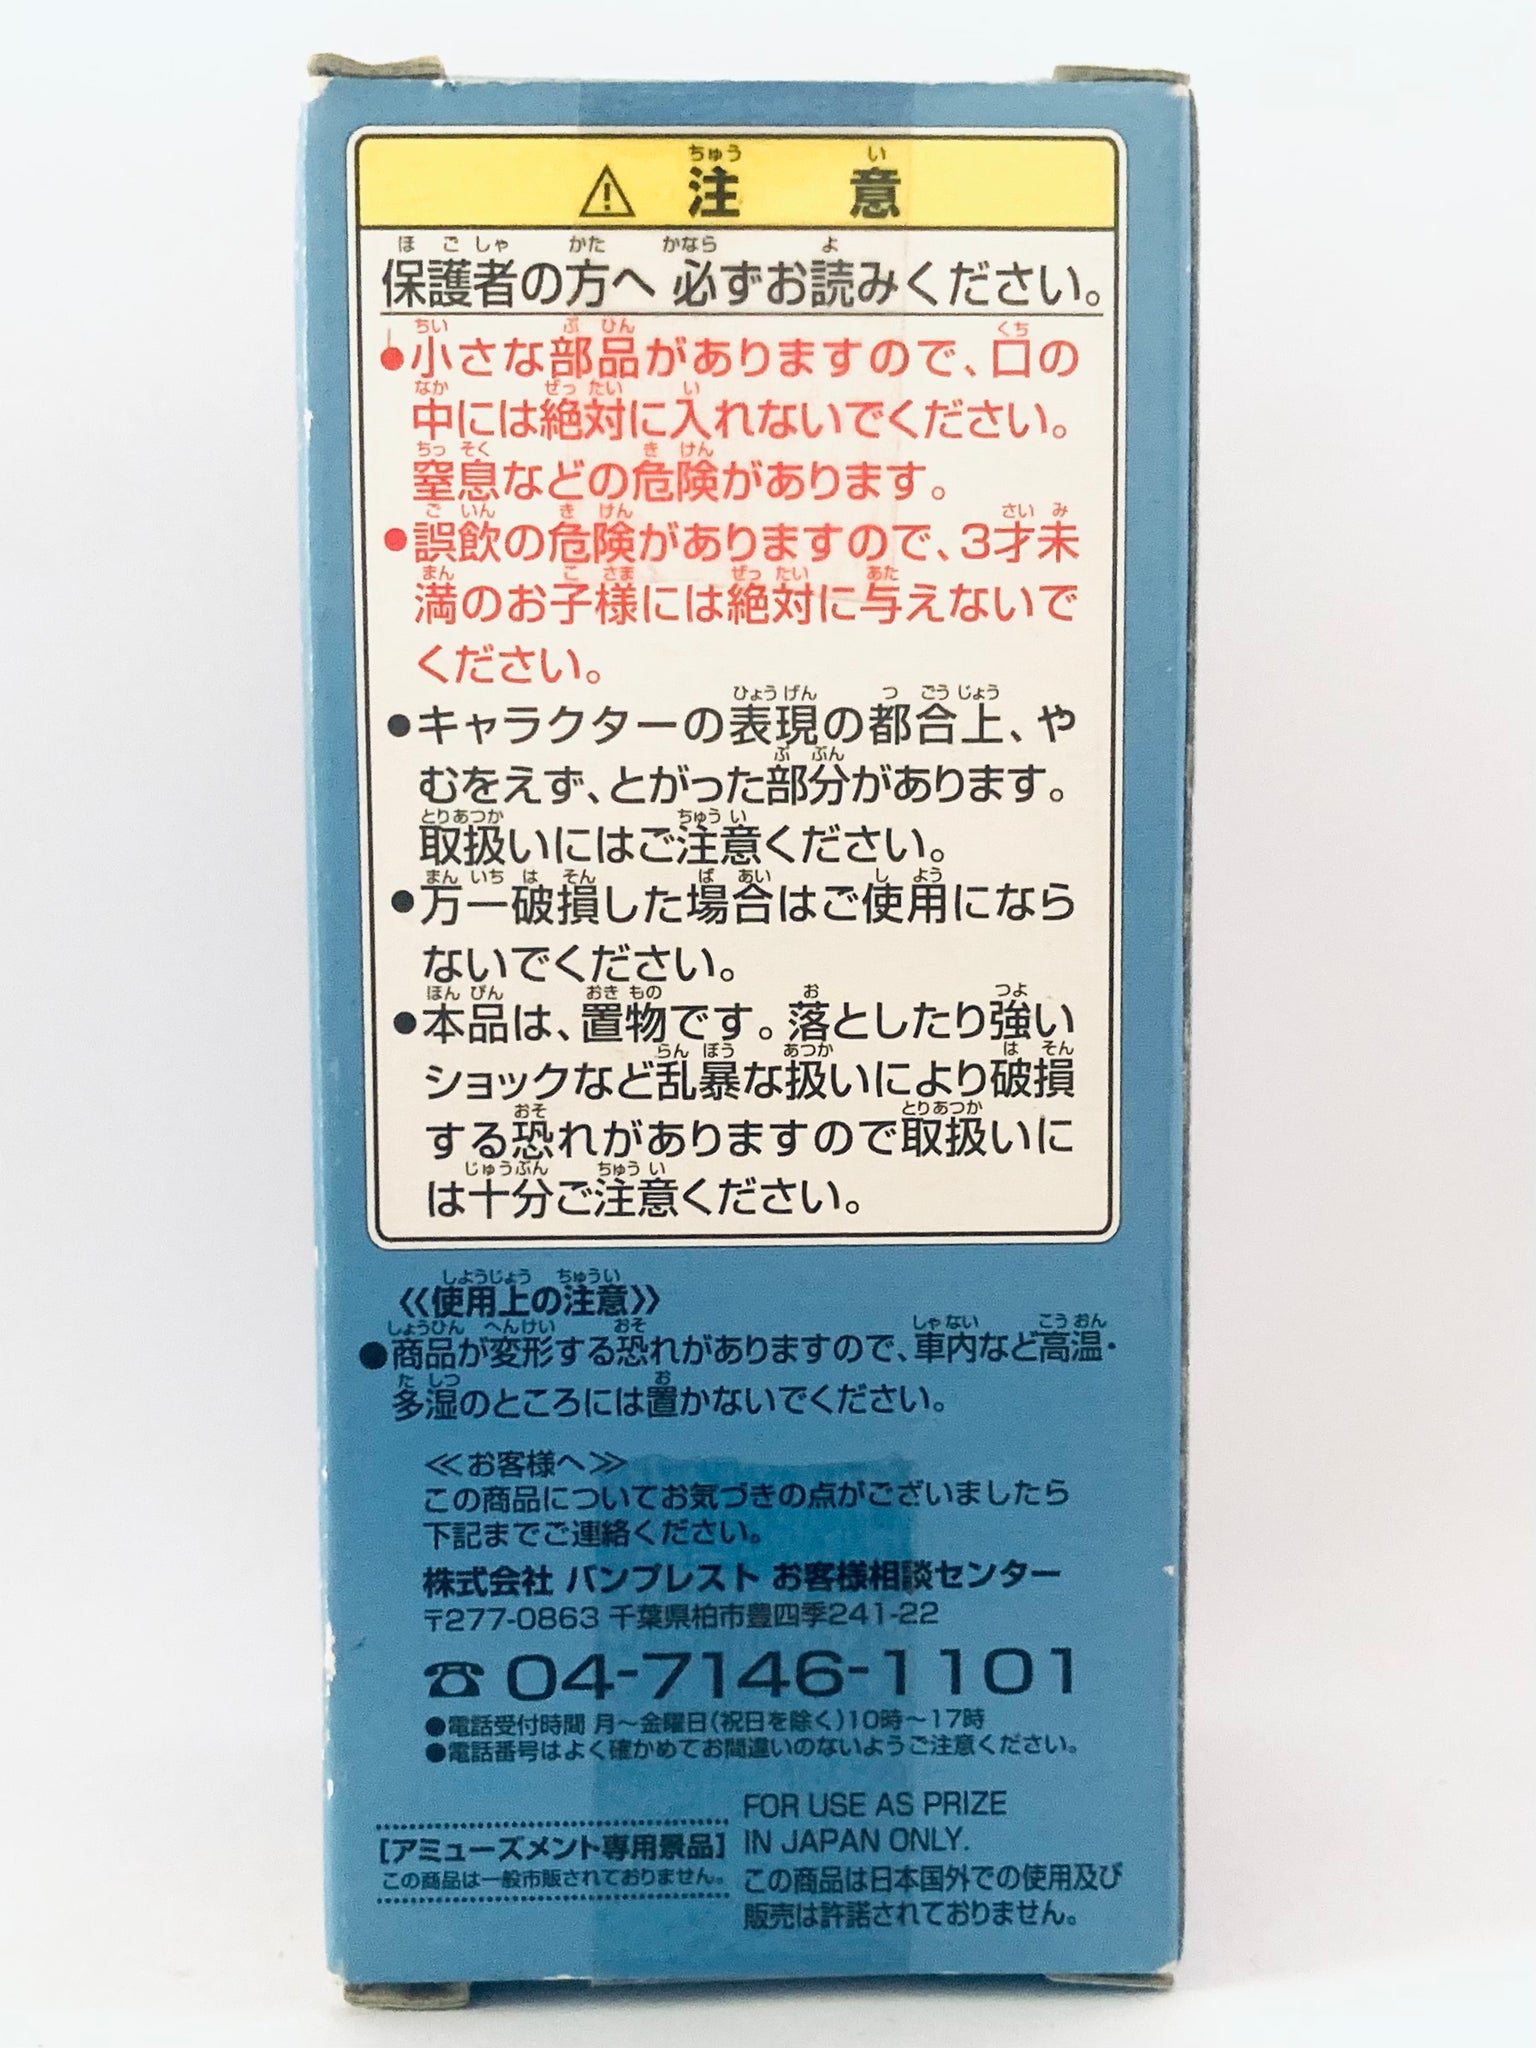 ⚠ 注意
保護者の方へ 必ずお読みください。
●小さな部品がありますので、口の
中には絶対に入れないでください。
窒息などの危険があります。
●誤飲の危険がありますので、3才未
満のお子様には絶対に与えないで
ください。
●キャラクターの表現の都合上、や
むをえず、とがった部分があります。
取扱いにはご注意ください。
●万一破損した場合はご使用になら
ないでください。
●本品は、置物です。落としたり強い
ショックなど乱暴な扱いにより破損
する恐れがありますので取扱いに
は十分ご注意ください。
《使用上の注意》
●商品が変形する恐れがありますので、車内など高温・
多湿のところには置かないでください。
≪お客様へ≫
この商品についてお気づきの点がございましたら
下記までご連絡ください。
株式会社 バンプレスト お客様相談センター
〒277-0863 千葉県柏市豊四季241-22
☎ 04-7146-1101
●電話受付時間 月〜金曜日(祝日を除く)10時〜17時
●電話番号はよく確かめてお間違いのないようご注意ください。
[アミューズメント専用景品]
この商品は一般市販されておりません。
FOR USE AS PRIZE
IN JAPAN ONLY.
この商品は日本国外での使用及び
販売は許諾されておりません。